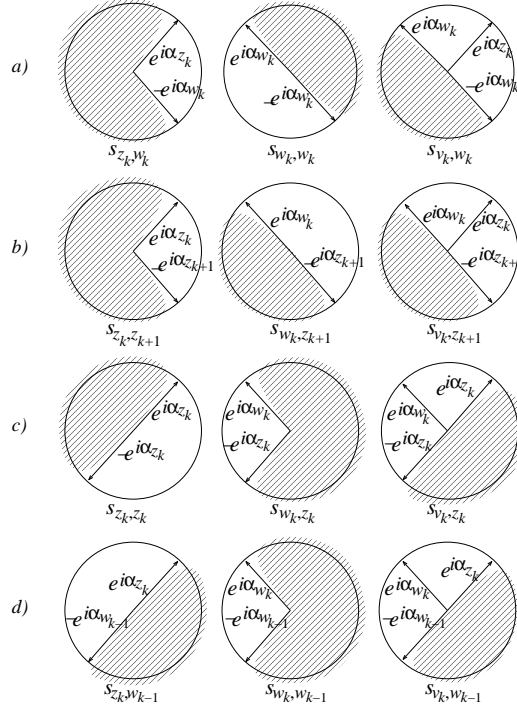 a)
e^{iα_{z_k}} -e^{iα_{w_k}}
e^{iα_{w_k}} -e^{iα_{w_k}}
e^{iα_{w_k}} e^{iα_{z_k}} -e^{iα_{w_k}}
s_{z_k,w_k} s_{w_k,w_k} s_{v_k,w_k}
b)
e^{iα_{z_k}} -e^{iα_{z_{k+1}}}
e^{iα_{w_k}} -e^{iα_{z_{k+1}}}
e^{iα_{w_k}} e^{iα_{z_k}} -e^{iα_{z_{k+1}}}
s_{z_k,z_{k+1}} s_{w_k,z_{k+1}} s_{v_k,z_{k+1}}
c)
e^{iα_{z_k}} -e^{iα_{z_k}}
e^{iα_{w_k}} -e^{iα_{z_k}}
e^{iα_{z_k}} e^{iα_{w_k}} -e^{iα_{z_k}}
s_{z_k,z_k} s_{w_k,z_k} s_{v_k,z_k}
d)
e^{iα_{z_k}} -e^{iα_{w_{k-1}}}
e^{iα_{w_k}} -e^{iα_{w_{k-1}}}
e^{iα_{z_k}} e^{iα_{w_k}} -e^{iα_{w_{k-1}}}
s_{z_k,w_{k-1}} s_{w_k,w_{k-1}} s_{v_k,w_{k-1}}